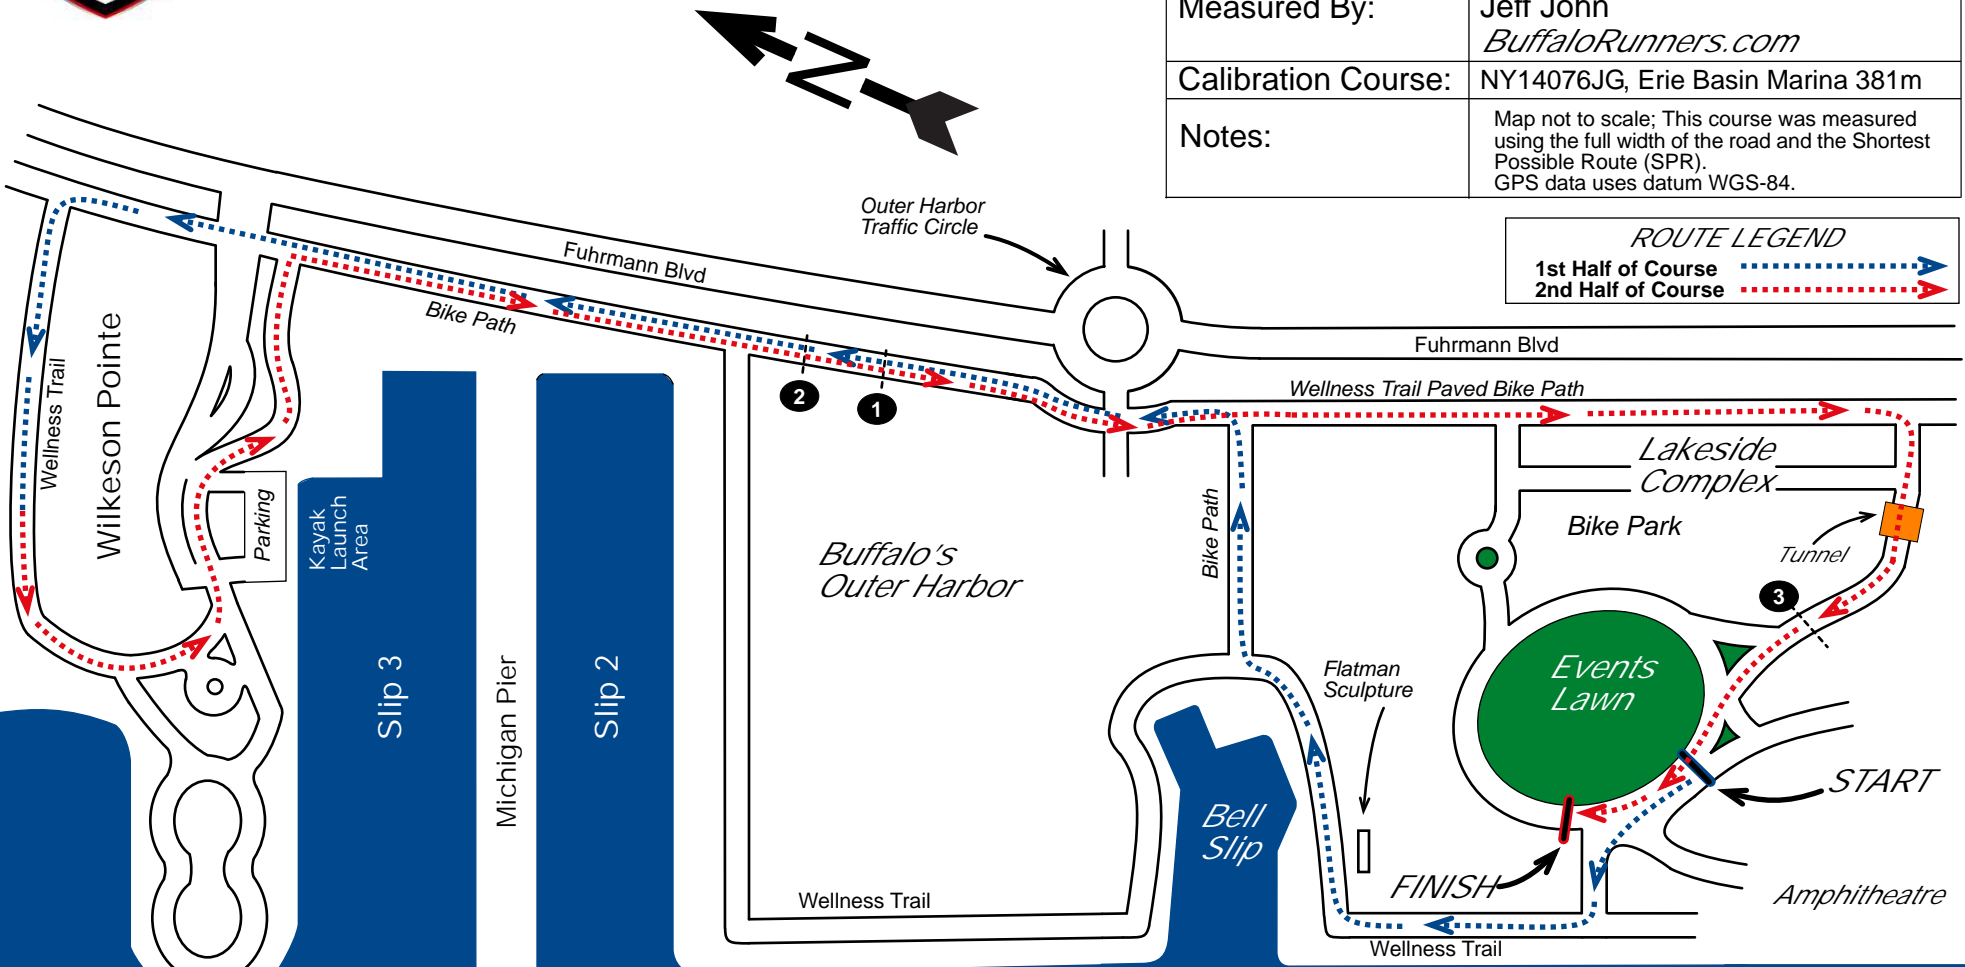 Measured By:
Jeff John
BuffaloRunners.com
Calibration Course:
NY14076JG, Erie Basin Marina 381m
Notes:
Map not to scale; This course was measured
using the full width of the road and the Shortest
Possible Route (SPR).
GPS data uses datum WGS-84.
N
ROUTE LEGEND
1st Half of Course
2nd Half of Course
Outer Harbor
Traffic Circle
Fuhrmann Blvd
Bike Path
Fuhrmann Blvd
Wellness Trail Paved Bike Path
2
1
Wellness Trail
Wilkeson Pointe
Parking
Kayak
Launch
Area
Slip 3
Michigan Pier
Slip 2
Buffalo's
Outer Harbor
Bike Path
Lakeside
Complex
Bike Park
Tunnel
3
Flatman
Sculpture
Events
Lawn
START
Bell
Slip
FINISH
Amphitheatre
Wellness Trail
Wellness Trail